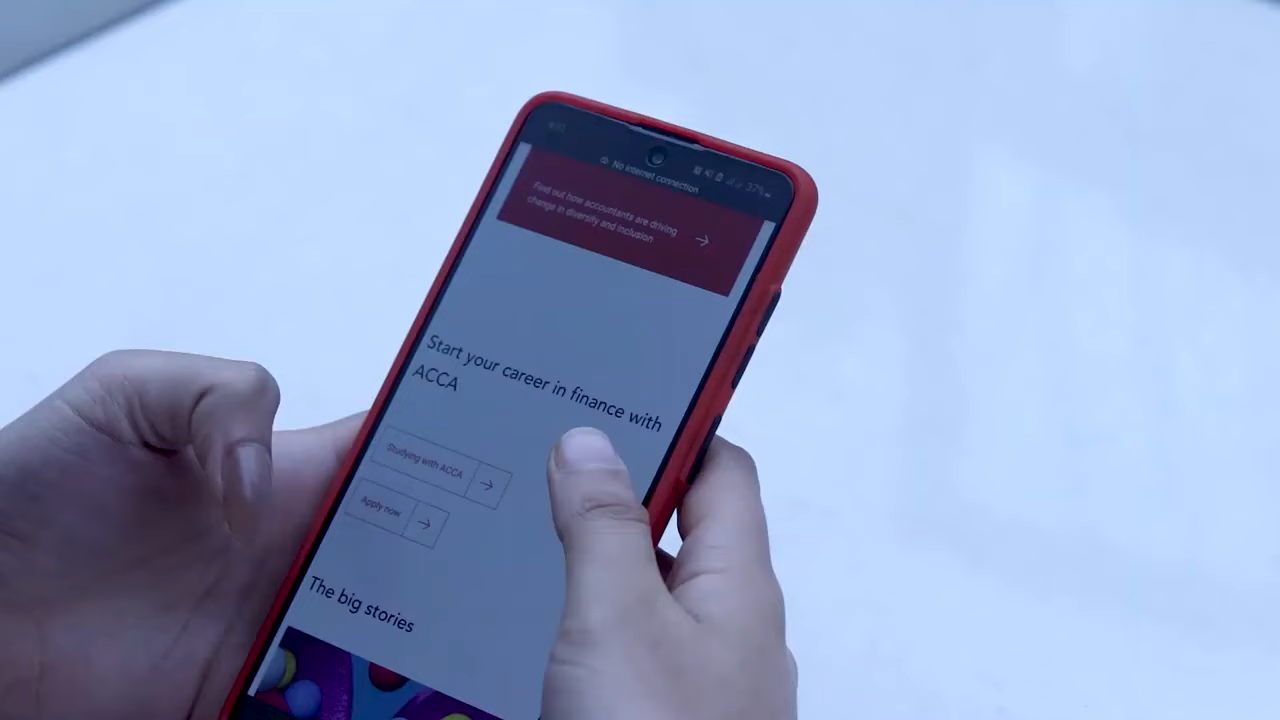 No internet connection
37%
Find out how accountants are driving
change in diversity and inclusion
Start your career in finance with
ACCA
Studying with ACCA
Apply now
The big stories